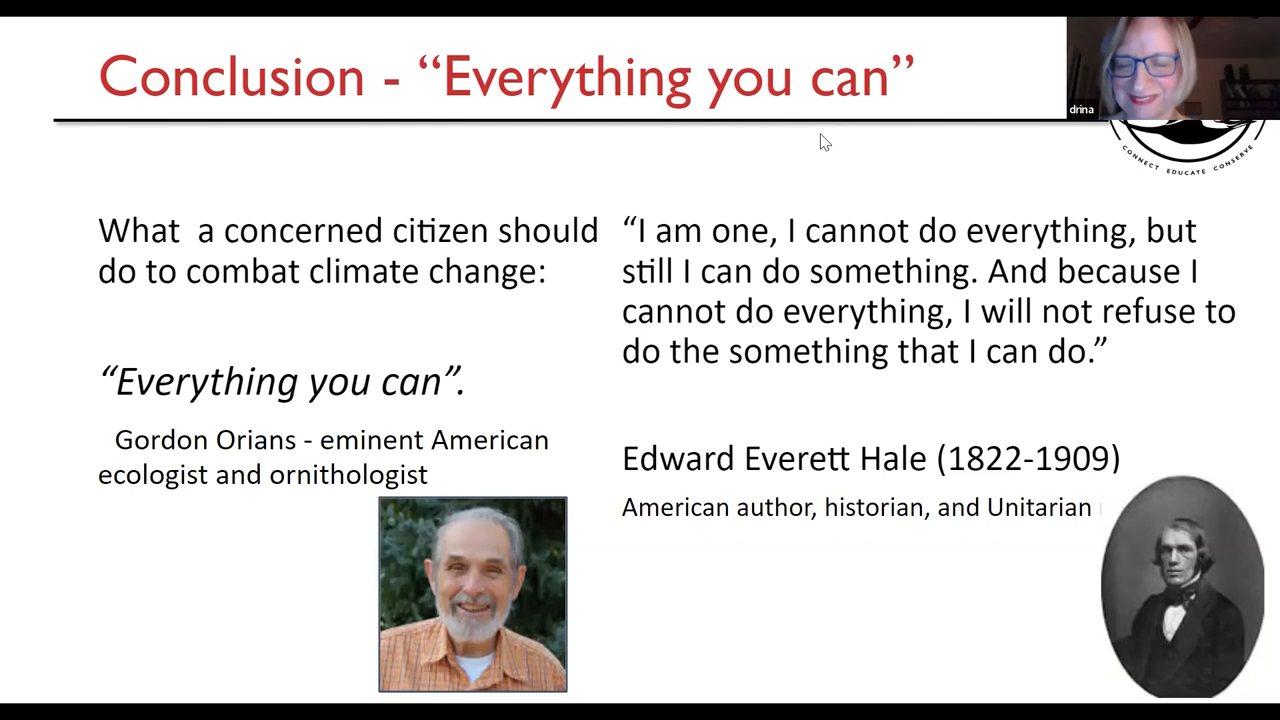 Conclusion - “Everything you can”
drina
CONNECT EDUCATE CONSERVE
What  a concerned citizen should
do to combat climate change:
“Everything you can”.
Gordon Orians - eminent American
ecologist and ornithologist
“I am one, I cannot do everything, but
still I can do something. And because I
cannot do everything, I will not refuse to
do the something that I can do.”
Edward Everett Hale (1822-1909)
American author, historian, and Unitarian